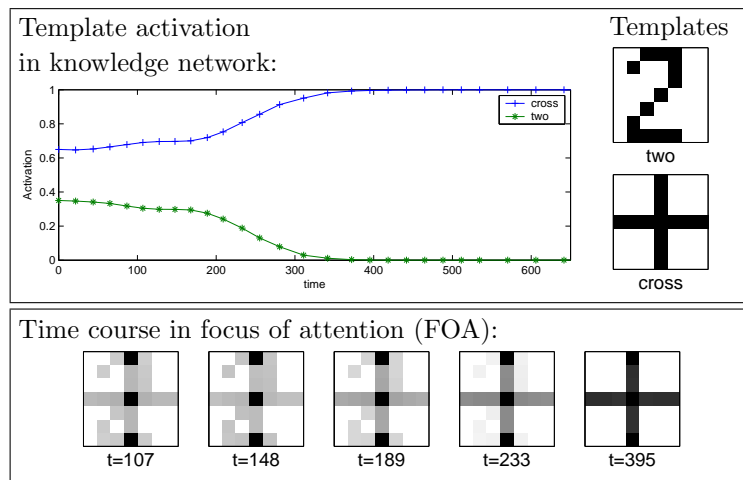 Template activation
in knowledge network:
Templates
1
0.8
0.6
0.4
0.2
0
Activation
cross
two
0 100 200 300 400 500 600
time
two
cross
Time course in focus of attention (FOA):
t=107 t=148 t=189 t=233 t=395